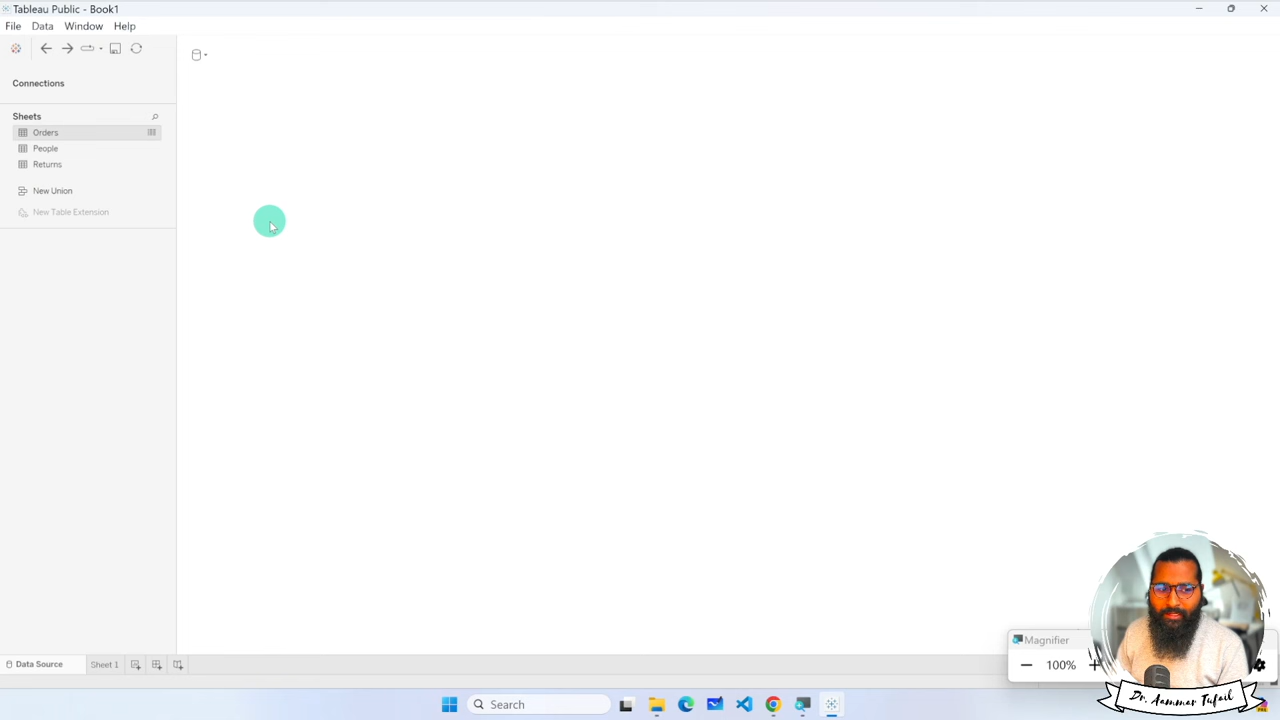 Tableau Public - Book1
File Data Window Help
Connections
Sheets
Orders
People
Returns
New Union
New Table Extension
Data Source Sheet 1
Magnifier
100%
Search
Dr. Aammar Tufail